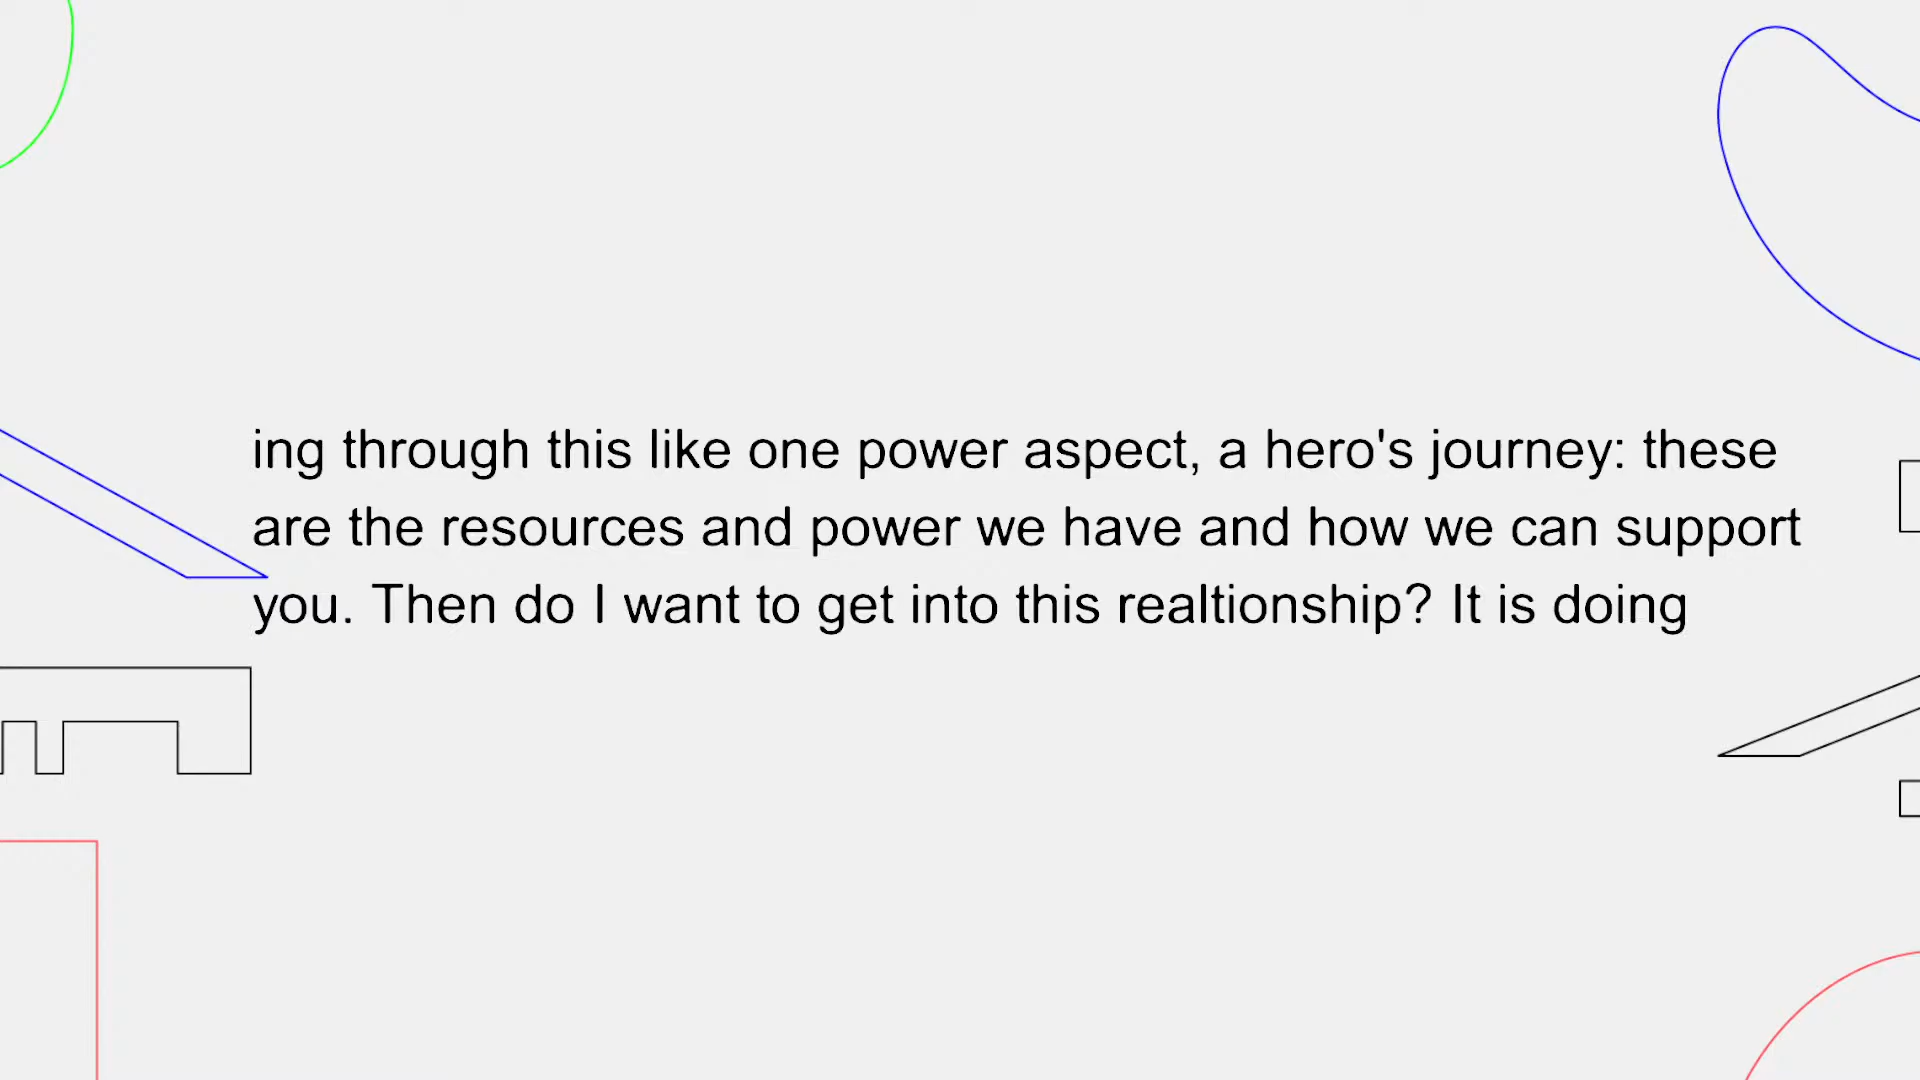 ing through this like one power aspect, a hero's journey: these
are the resources and power we have and how we can support
you. Then do I want to get into this realtionship? It is doing